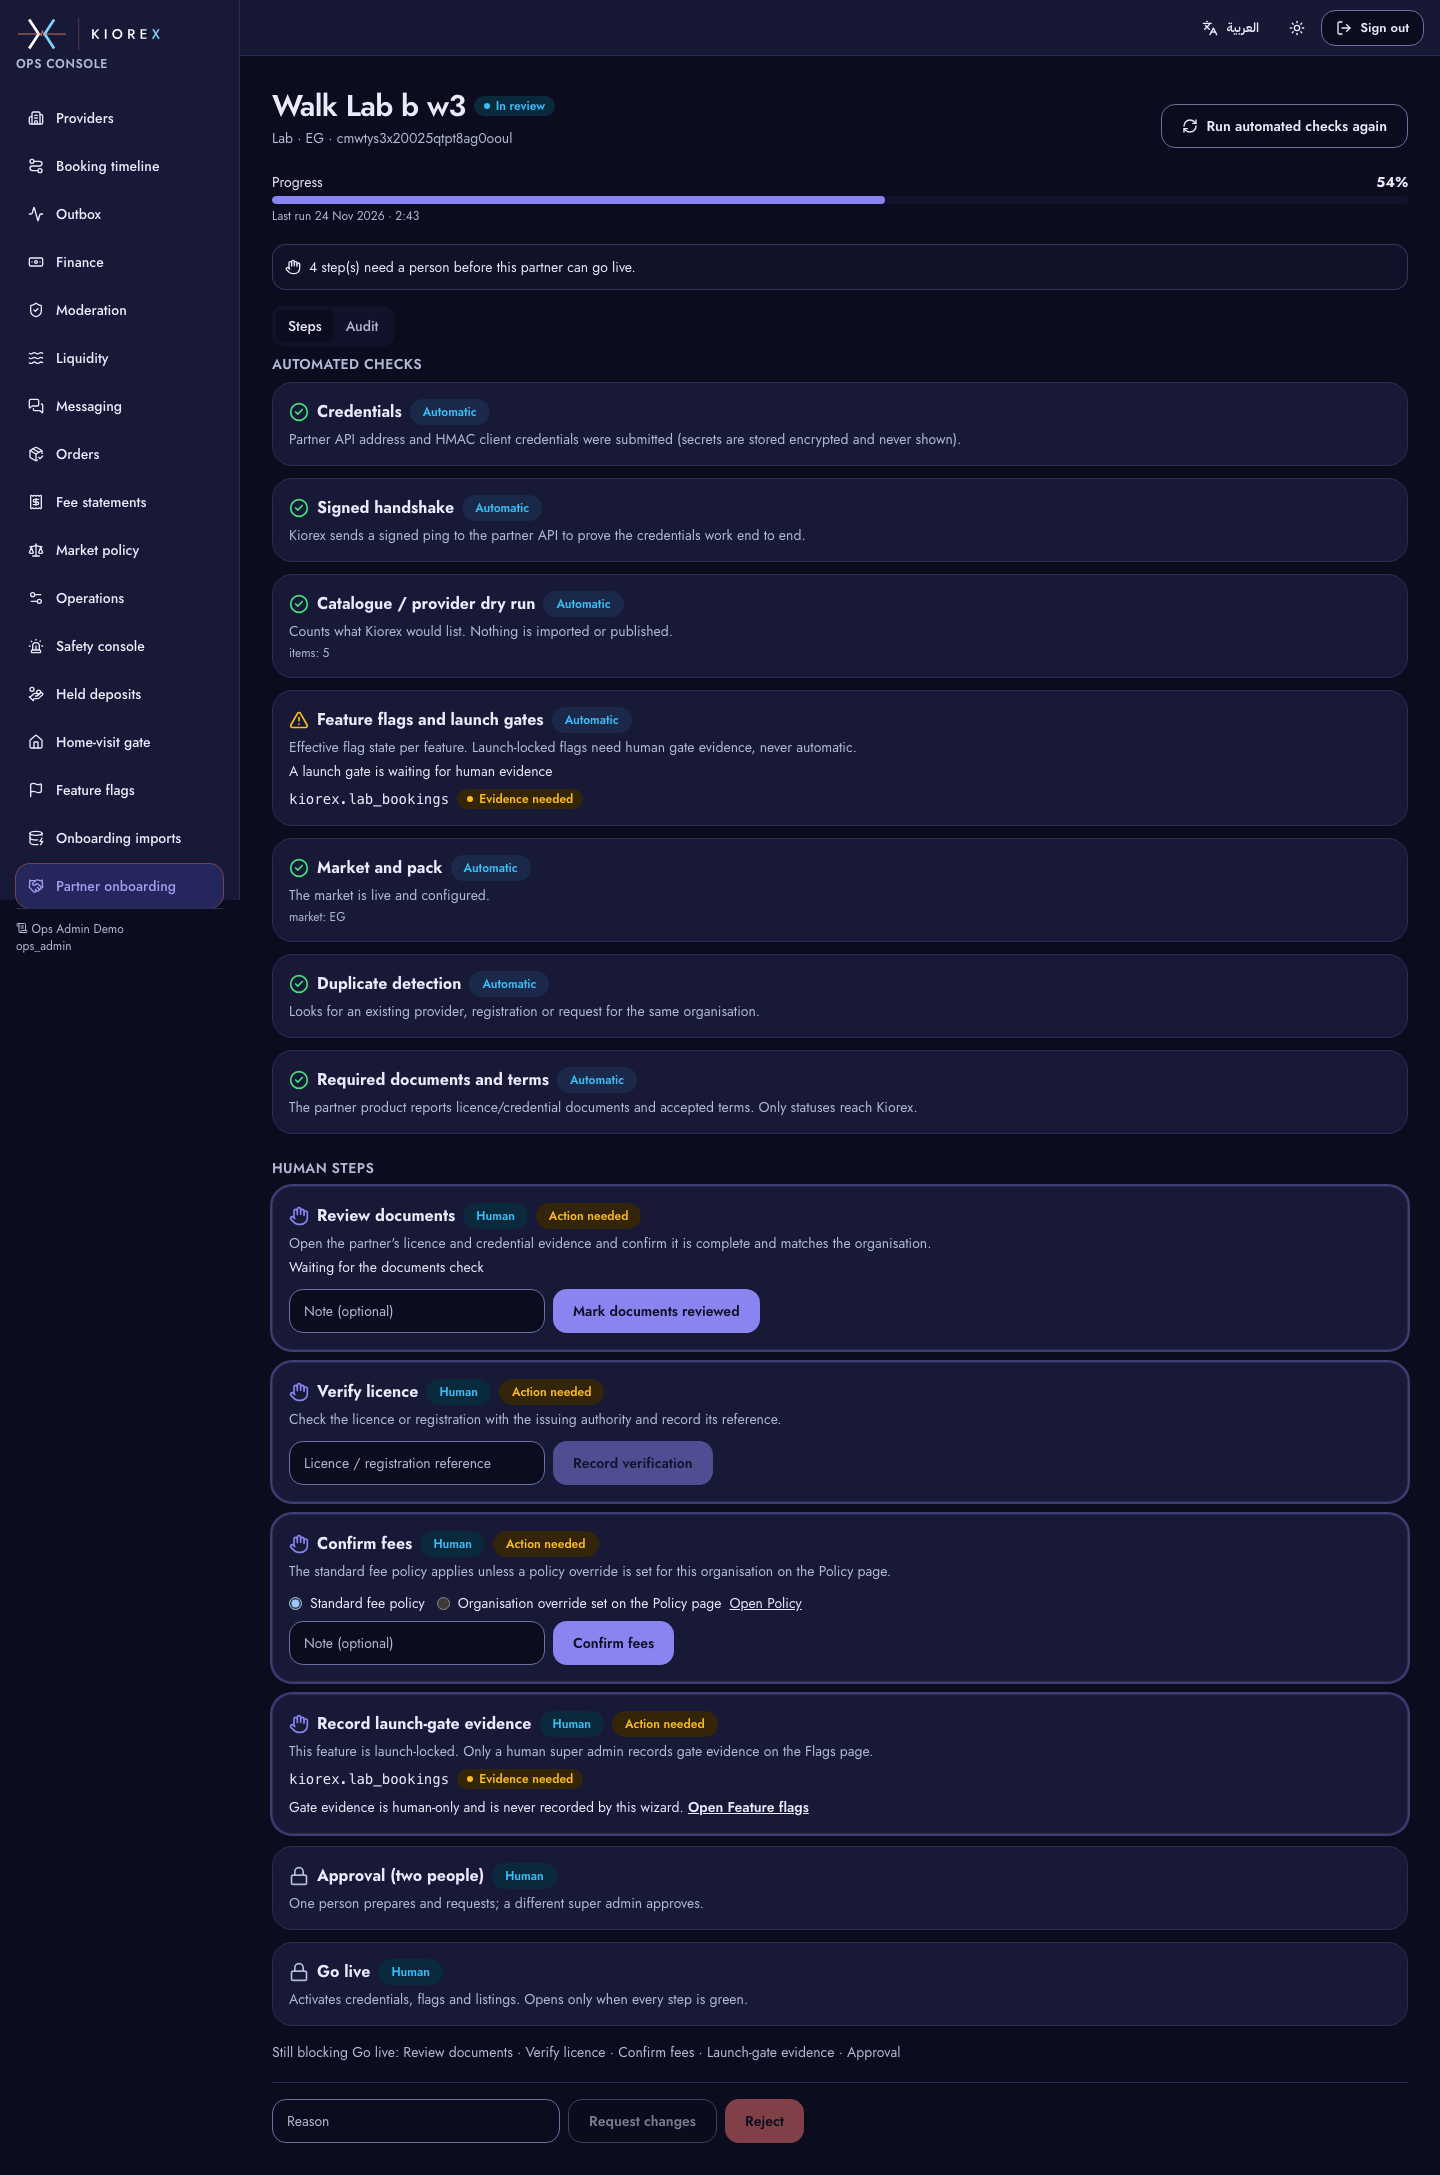 KIOREX
OPS CONSOLE
Providers
Booking timeline
Outbox
Finance
Moderation
Liquidity
Messaging
Orders
Fee statements
Market policy
Operations
Safety console
Held deposits
Home-visit gate
Feature flags
Onboarding imports
Partner onboarding
Ops Admin Demo
ops_admin
العربية
Sign out
Walk Lab b w3 In review
Lab · EG · cmwtys3x20025qtpt8ag0ooul
Run automated checks again
Progress 54%
Last run 24 Nov 2026 · 2:43
4 step(s) need a person before this partner can go live.
Steps Audit
AUTOMATED CHECKS
Credentials Automatic
Partner API address and HMAC client credentials were submitted (secrets are stored encrypted and never shown).
Signed handshake Automatic
Kiorex sends a signed ping to the partner API to prove the credentials work end to end.
Catalogue / provider dry run Automatic
Counts what Kiorex would list. Nothing is imported or published.
items: 5
Feature flags and launch gates Automatic
Effective flag state per feature. Launch-locked flags need human gate evidence, never automatic.
A launch gate is waiting for human evidence
kiorex.lab_bookings Evidence needed
Market and pack Automatic
The market is live and configured.
market: EG
Duplicate detection Automatic
Looks for an existing provider, registration or request for the same organisation.
Required documents and terms Automatic
The partner product reports licence/credential documents and accepted terms. Only statuses reach Kiorex.
HUMAN STEPS
Review documents Human Action needed
Open the partner's licence and credential evidence and confirm it is complete and matches the organisation.
Waiting for the documents check
Note (optional) Mark documents reviewed
Verify licence Human Action needed
Check the licence or registration with the issuing authority and record its reference.
Licence / registration reference Record verification
Confirm fees Human Action needed
The standard fee policy applies unless a policy override is set for this organisation on the Policy page.
Standard fee policy Organisation override set on the Policy page Open Policy
Note (optional) Confirm fees
Record launch-gate evidence Human Action needed
This feature is launch-locked. Only a human super admin records gate evidence on the Flags page.
kiorex.lab_bookings Evidence needed
Gate evidence is human-only and is never recorded by this wizard. Open Feature flags
Approval (two people) Human
One person prepares and requests; a different super admin approves.
Go live Human
Activates credentials, flags and listings. Opens only when every step is green.
Still blocking Go live: Review documents · Verify licence · Confirm fees · Launch-gate evidence · Approval
Reason Request changes Reject